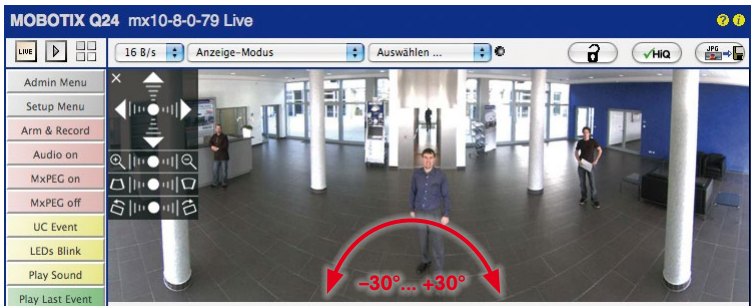 MOBOTIX Q24 mx10-8-0-79 Live
? i
LIVE 16 B/s Anzeige-Modus Auswählen ... HiQ JPG
Admin Menu
Setup Menu
Arm & Record
Audio on
MxPEG on
MxPEG off
UC Event
LEDs Blink
Play Sound
Play Last Event
–30°... +30°